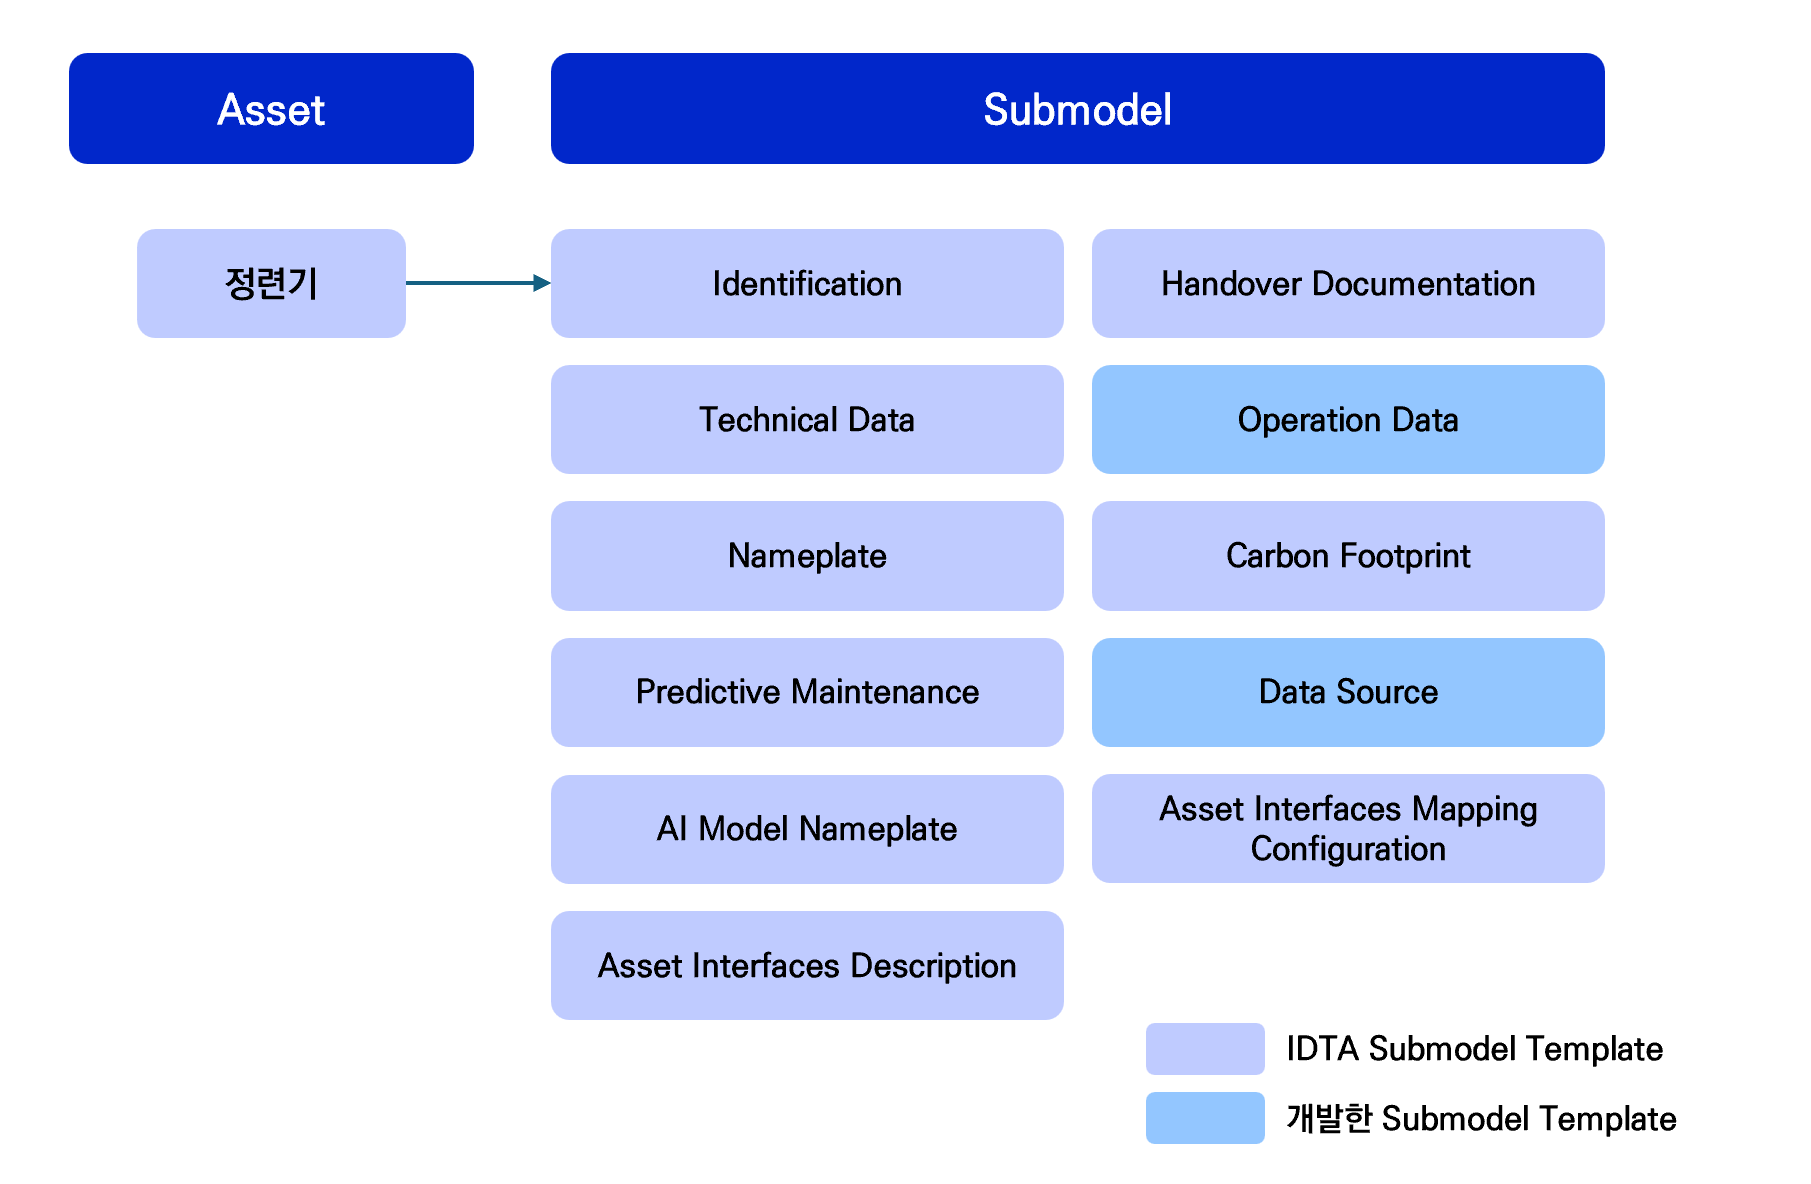 Asset
Submodel
정련기
Identification
Handover Documentation
Technical Data
Operation Data
Nameplate
Carbon Footprint
Predictive Maintenance
Data Source
AI Model Nameplate
Asset Interfaces Mapping
Configuration
Asset Interfaces Description
IDTA Submodel Template
개발한 Submodel Template